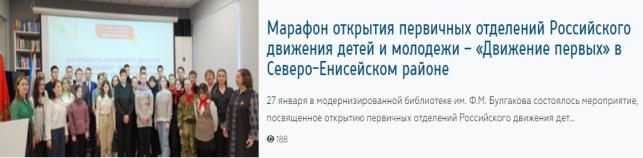 Марафон открытия первичных отделений Российского
движения детей и молодежи – «Движение первых» в
Северо-Енисейском районе
27 января в модернизированной библиотеке им. Ф.М. Булгакова состоялось мероприятие,
посвященное открытию первичных отделений Российского движения дет...
188